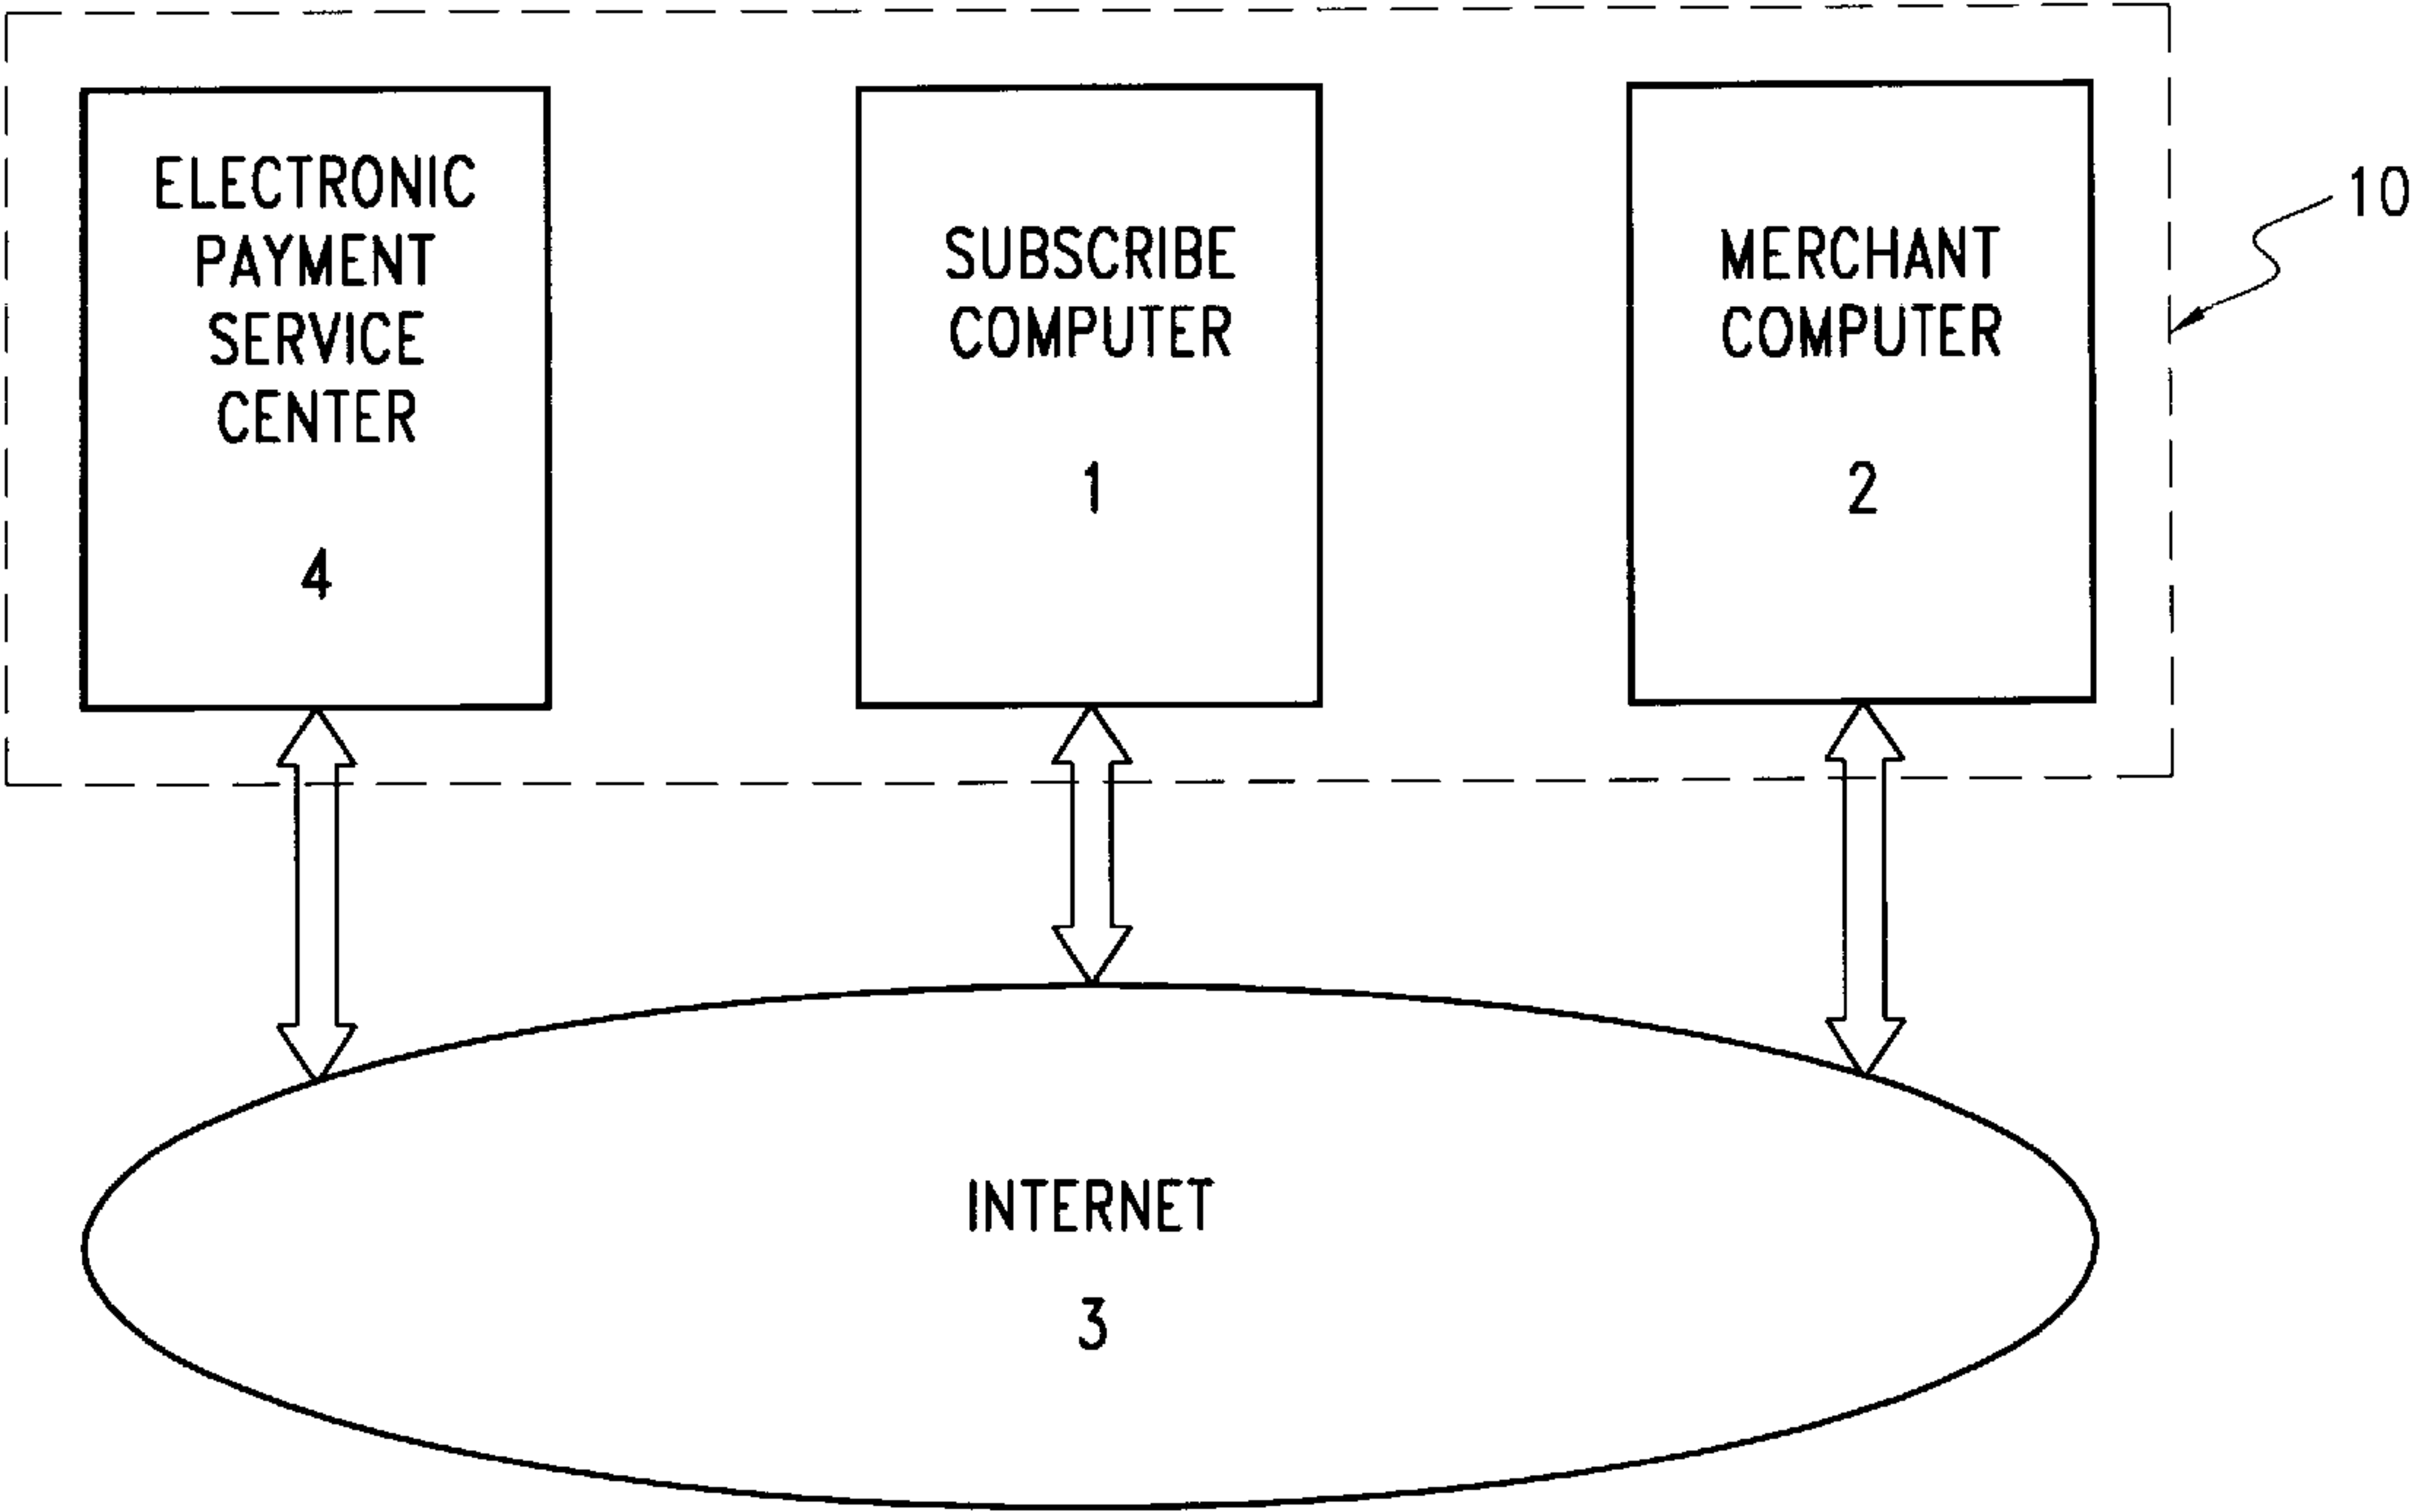 ELECTRONIC
PAYMENT
SERVICE
CENTER
4
SUBSCRIBE
COMPUTER
1
MERCHANT
COMPUTER
2
10
INTERNET
3